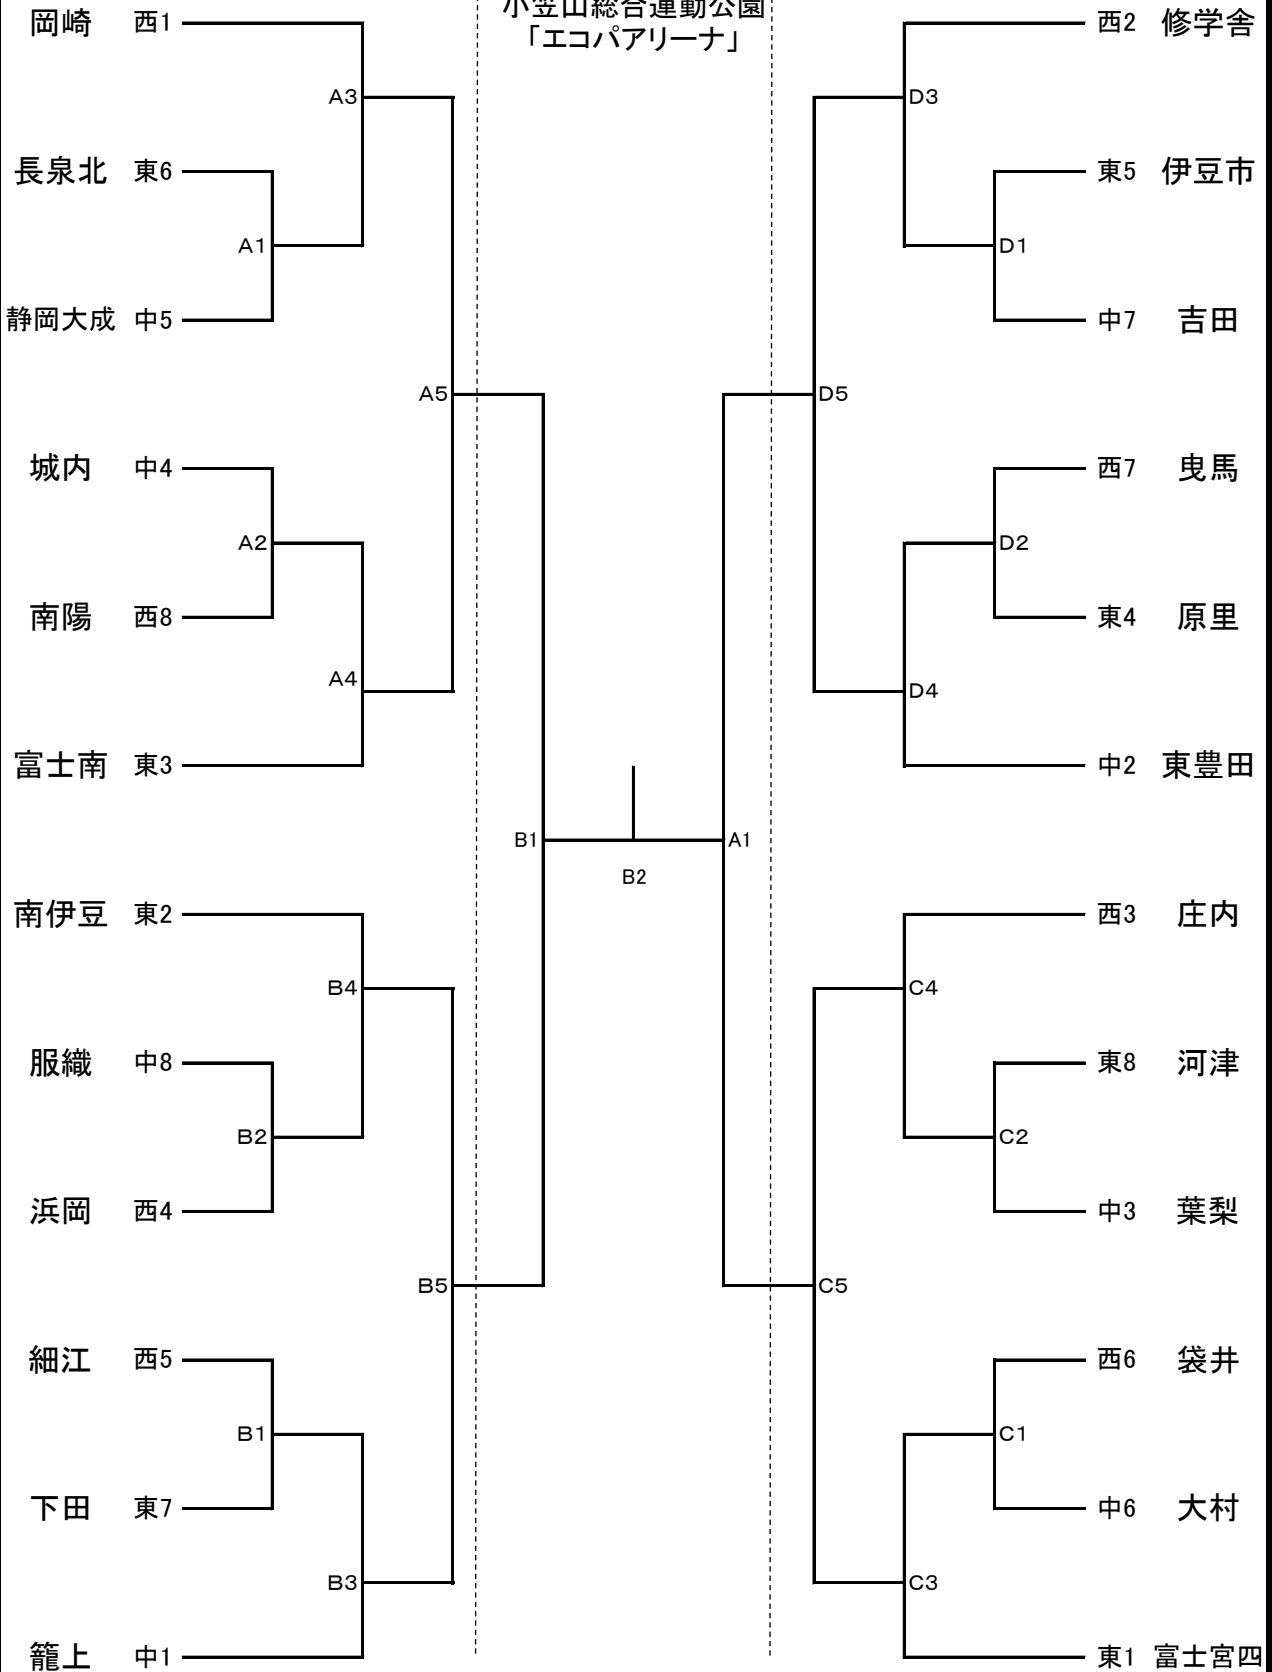 小笠山総合運動公園
「エコパアリーナ」
岡崎 西1
A3
長泉北 東6
A1
静岡大成 中5
A5
城内 中4
A2
南陽 西8
A4
富士南 東3
B1
南伊豆 東2
B4
服織 中8
B2
浜岡 西4
B5
細江 西5
B1
下田 東7
B3
籠上 中1
B2
西2 修学舎
D3
東5 伊豆市
D1
中7 吉田
D5
西7 曳馬
D2
東4 原里
D4
中2 東豊田
A1
西3 庄内
C4
東8 河津
C2
中3 葉梨
C5
西6 袋井
C1
中6 大村
C3
東1 富士宮四